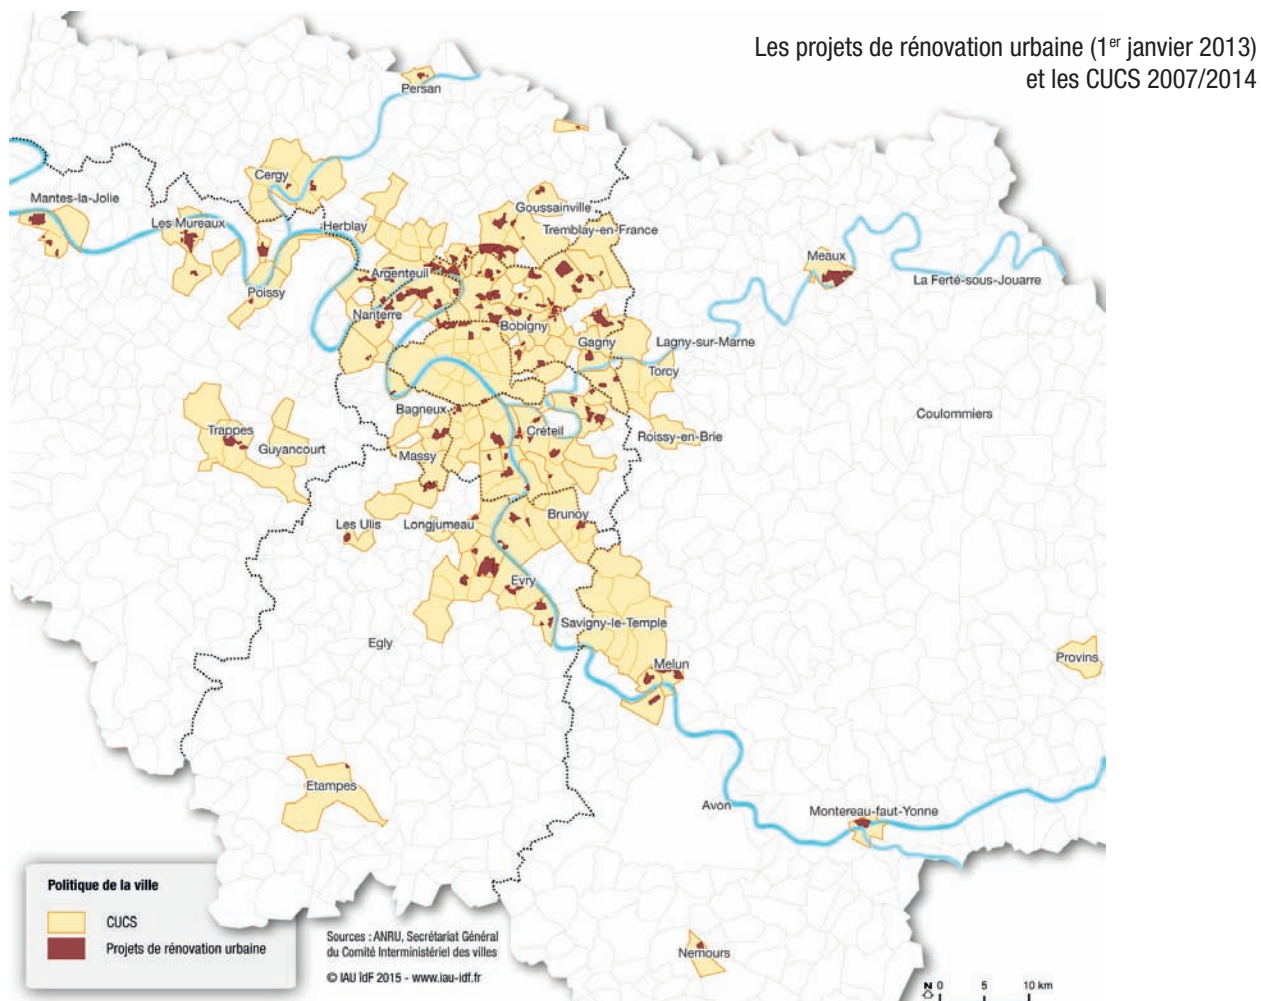 Les projets de rénovation urbaine (1er janvier 2013)
et les CUCS 2007/2014
Persan
Cergy
Mantes-la-Jolie
Les Mureaux
Herblay
Goussainville
Tremblay-en-France
Argenteuil
Meaux
La Ferté-sous-Jouarre
Poissy
Nanterre
Bobigny
Gagny
Lagny-sur-Marne
Torcy
Bagneux
Coulommiers
Trappes
Créteil
Roissy-en-Brie
Guyancourt
Massy
Les Ulis
Longjumeau
Brunoy
Evry
Savigny-le-Temple
Egly
Melun
Provins
Etampes
Avon
Montereau-faut-Yonne
Nemours
Politique de la ville
CUCS
Projets de rénovation urbaine
Sources : ANRU, Secrétariat Général
du Comité Interministériel des villes
© IAU îdF 2015 - www.iau-idf.fr
N 0 5 10 km